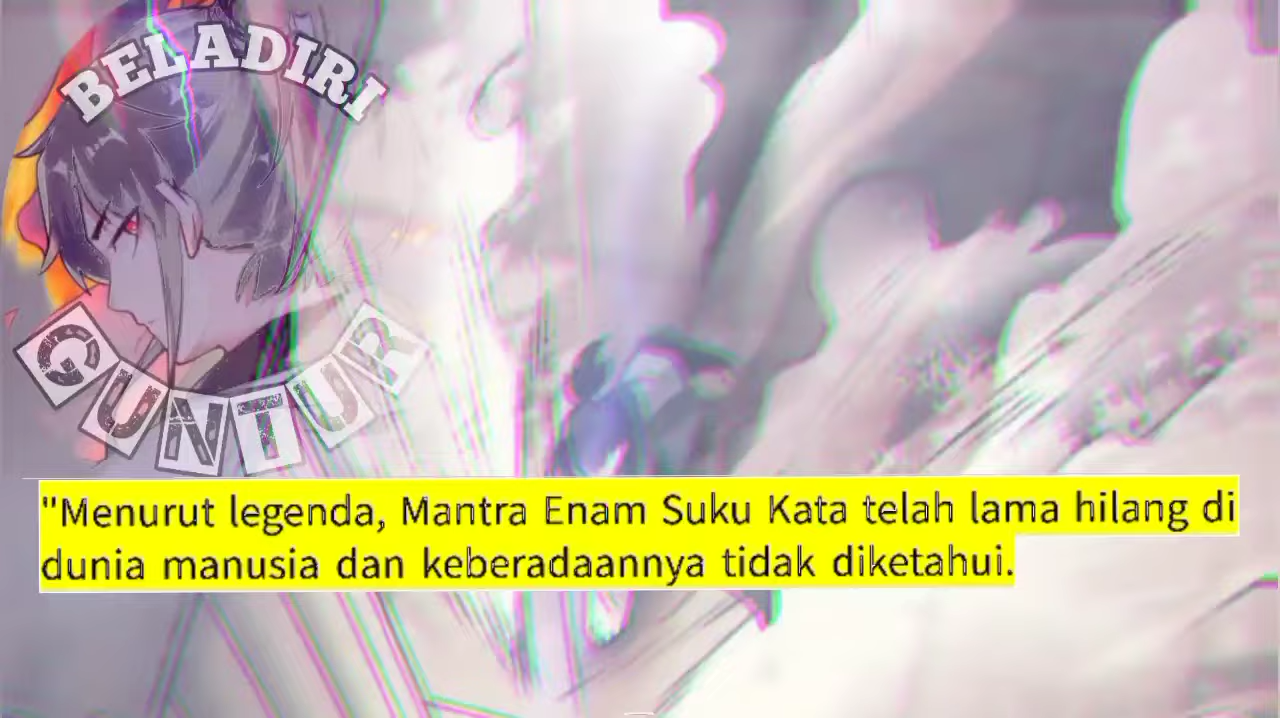 BELADIRI
GUNTUR
"Menurut legenda, Mantra Enam Suku Kata telah lama hilang di
dunia manusia dan keberadaannya tidak diketahui.